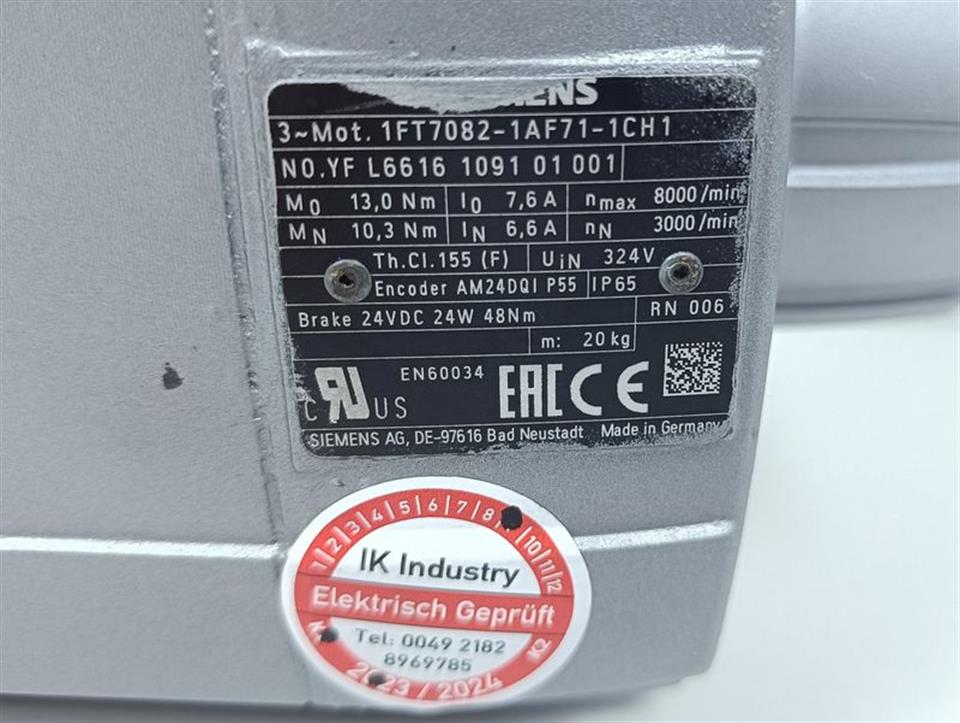 ENS
3~Mot. 1FT7082-1AF71-1CH1
NO.YF L6616 1091 01 001
M0 13,0 Nm I0 7,6 A nmax 8000 /min
MN 10,3 Nm IN 6,6 A nN 3000 /min
Th.Cl.155 (F) UiN 324V
Encoder AM24DQI P55 IP65
Brake 24VDC 24W 48Nm RN 006
m: 20 kg
EN60034
c RU US EAC CE
SIEMENS AG, DE-97616 Bad Neustadt Made in Germany
1 2 3 4 5 6 7 8 10 11 12
IK Industry
Elektrisch Geprüft
Tel: 0049 2182
8969785
K2
2023 / 2024